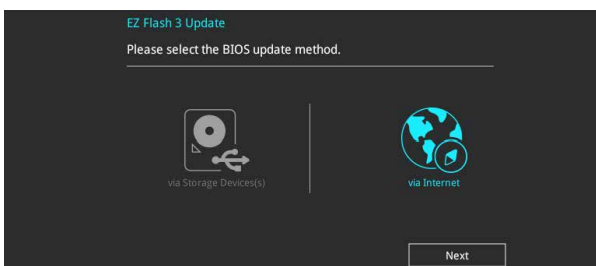 EZ Flash 3 Update
Please select the BIOS update method.
via Storage Devices(s)
via Internet
Next